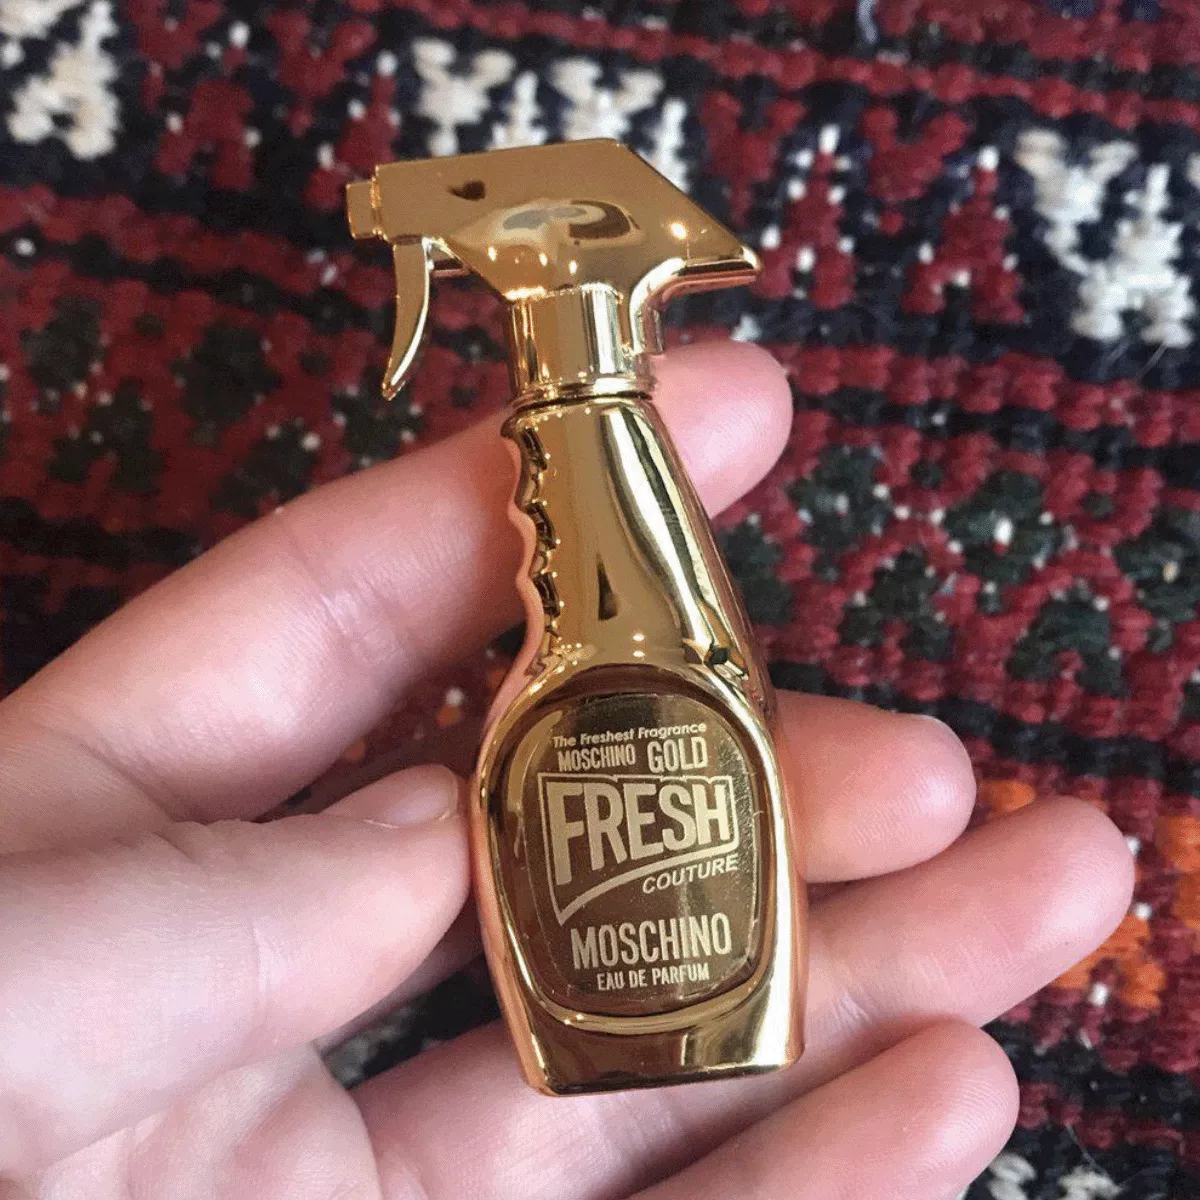 The Freshest Fragrance
MOSCHINO GOLD
FRESH
COUTURE
MOSCHINO
EAU DE PARFUM